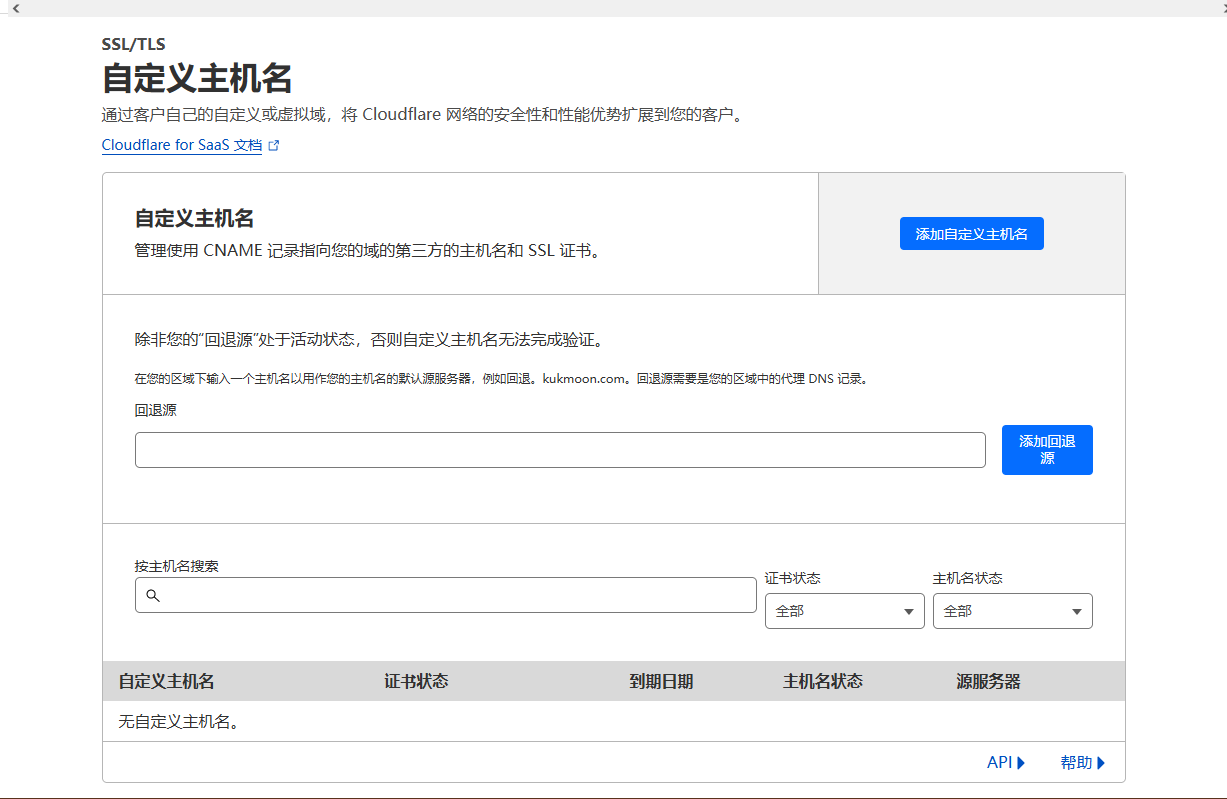 SSL/TLS
自定义主机名
通过客户自己的自定义或虚拟域，将 Cloudflare 网络的安全性和性能优势扩展到您的客户。
Cloudflare for SaaS 文档
自定义主机名
管理使用 CNAME 记录指向您的域的第三方的主机名和 SSL 证书。
添加自定义主机名
除非您的“回退源”处于活动状态，否则自定义主机名无法完成验证。
在您的区域下输入一个主机名以用作您的主机名的默认源服务器，例如回退。kukmoon.com。回退源需要是您的区域中的代理 DNS 记录。
回退源
添加回退
源
按主机名搜索
证书状态
主机名状态
全部
全部
自定义主机名 证书状态 到期日期 主机名状态 源服务器
无自定义主机名。
API 帮助